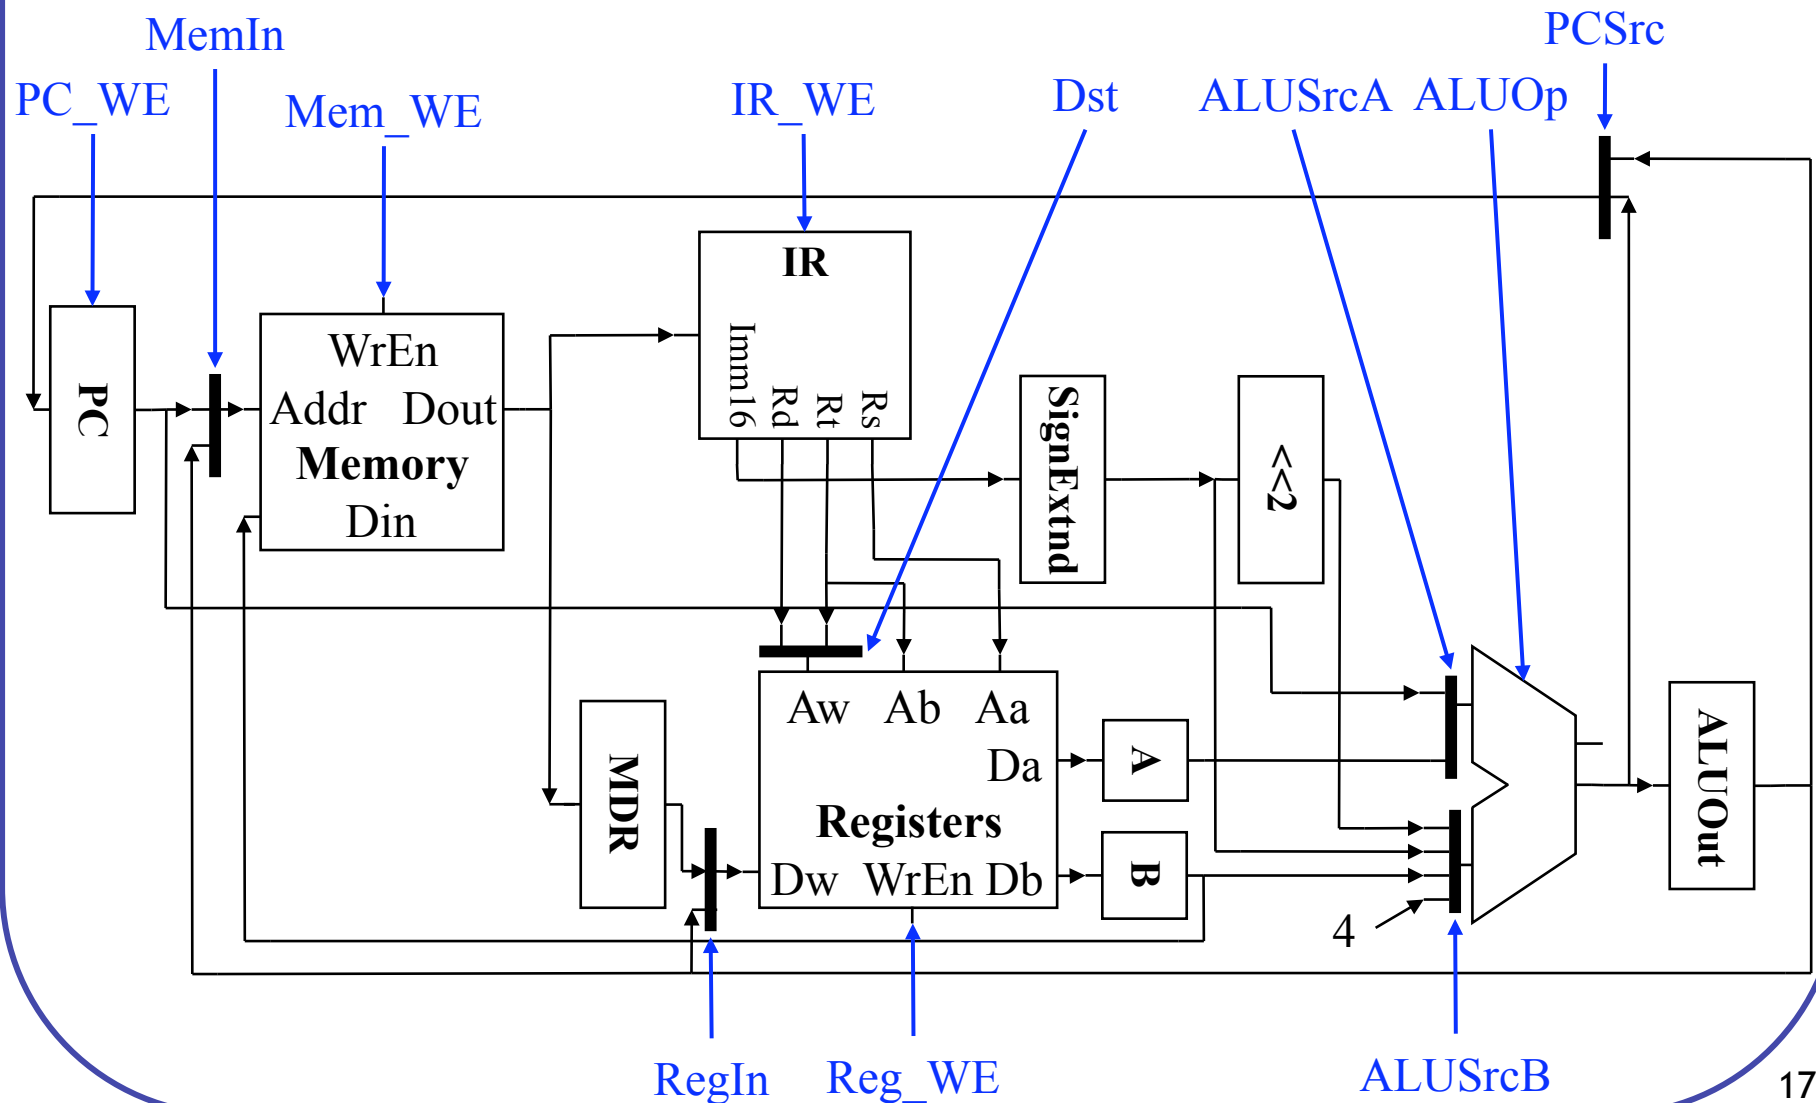 MemIn
PCSrc
PC_WE
Mem_WE
IR_WE
Dst
ALUSrcA
ALUOp
IR
Imm16
Rd
Rt
Rs
PC
WrEn
Addr Dout
Memory
Din
SignExtnd
<<2
MDR
Aw Ab Aa
Da
Registers
Dw WrEn Db
A
B
4
ALUOut
RegIn
Reg_WE
ALUSrcB
17